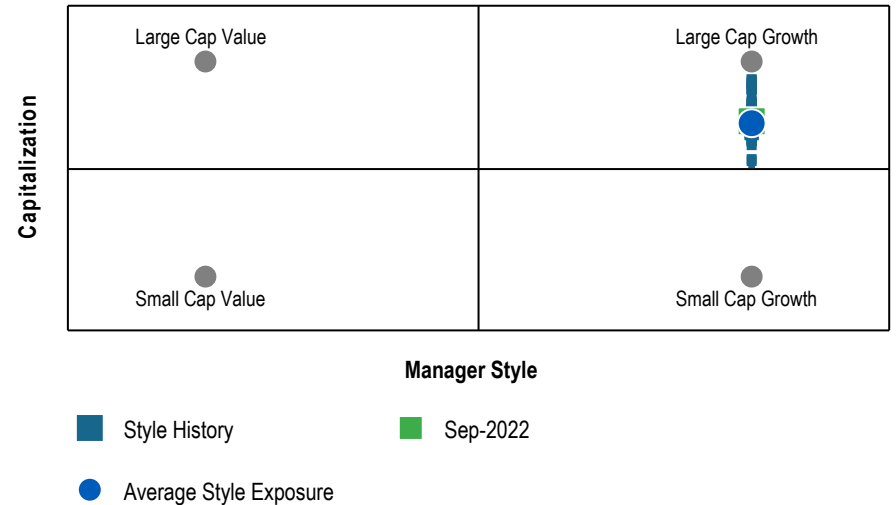 Large Cap Value
Large Cap Growth
Capitalization
Small Cap Value
Small Cap Growth
Manager Style
Style History
Sep-2022
Average Style Exposure